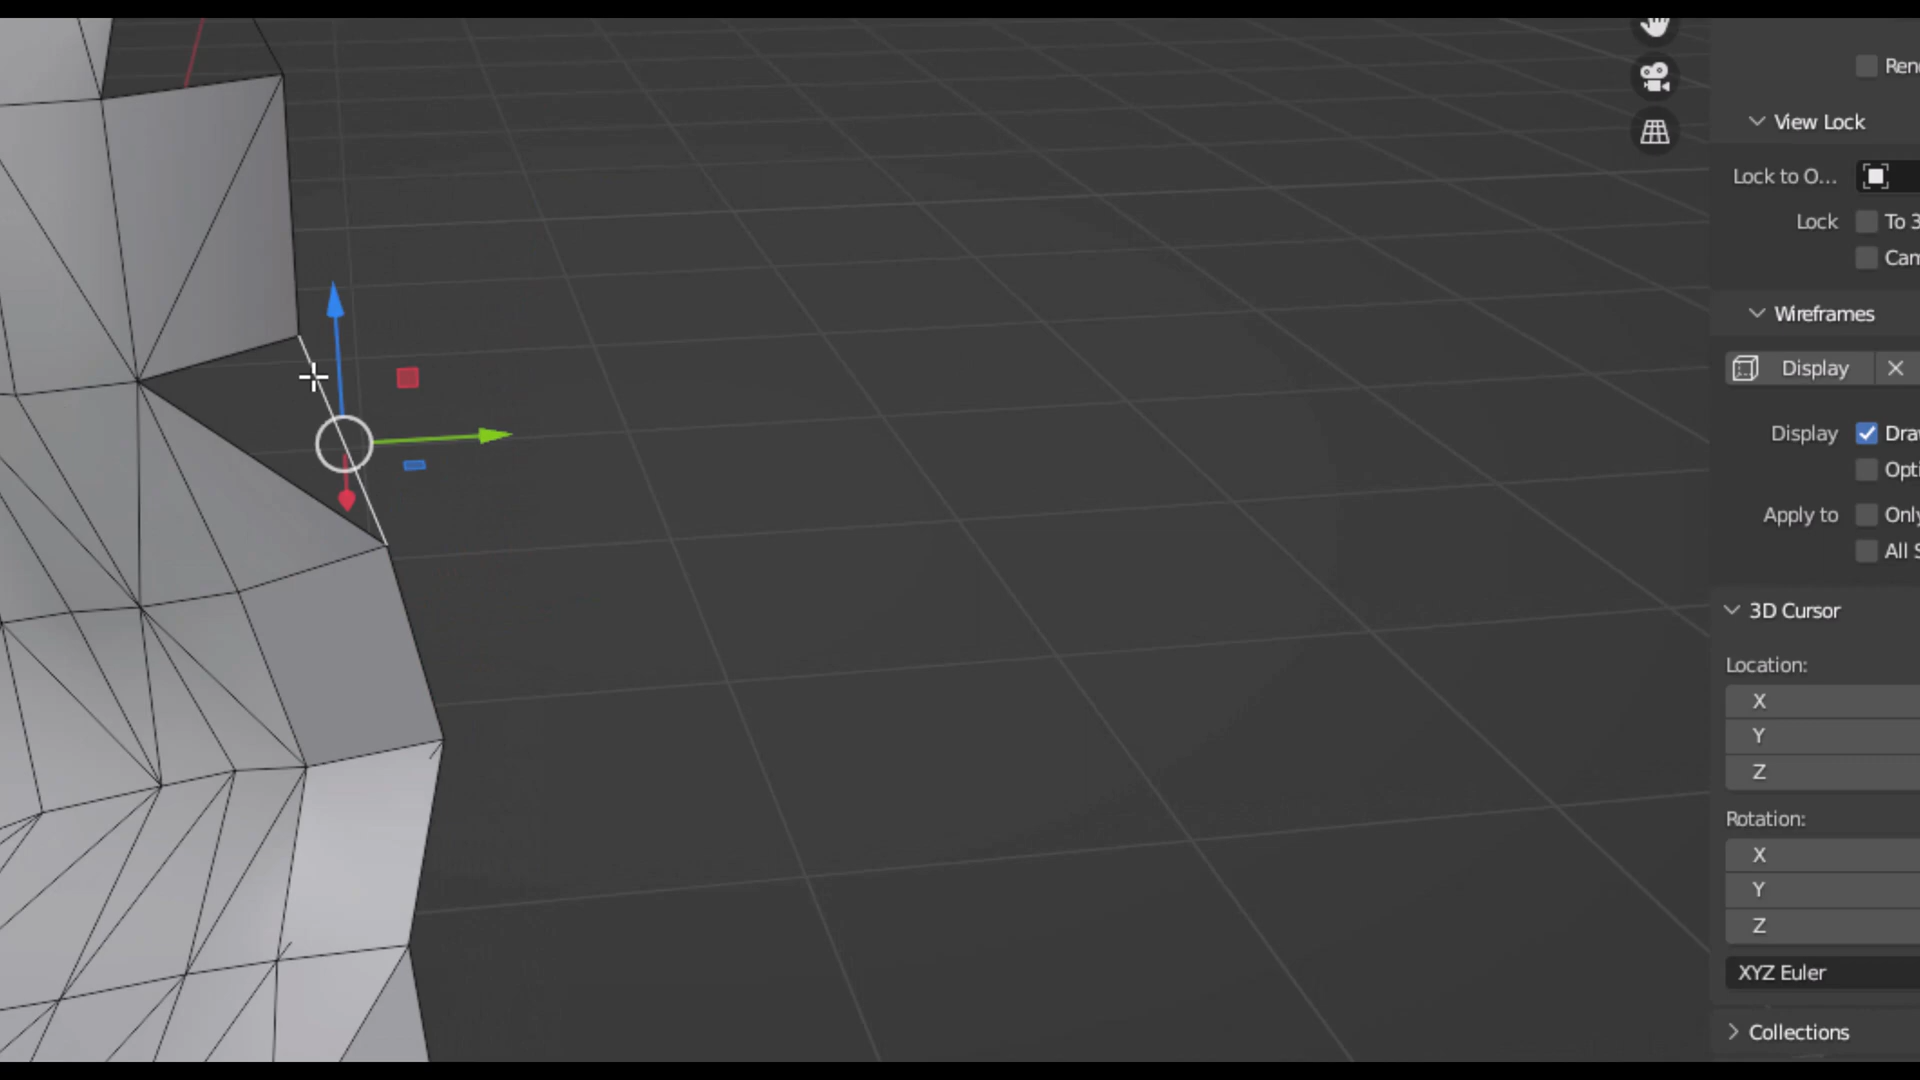 Ren
View Lock
Lock to O...
Lock
To 3
Cam
Wireframes
Display
Display
Dra
Opti
Apply to
Only
All S
3D Cursor
Location:
X
Y
Z
Rotation:
X
Y
Z
XYZ Euler
Collections